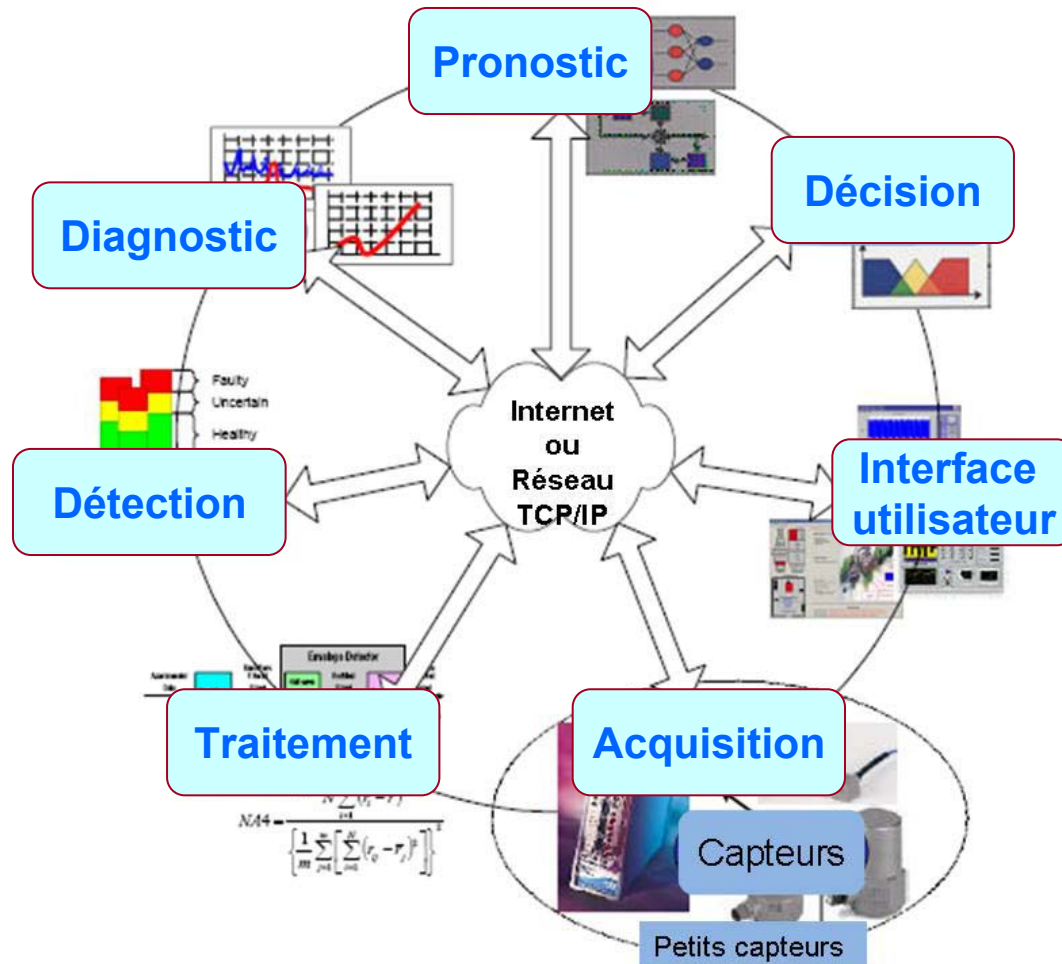 Pronostic
Décision
Diagnostic
Faulty
Uncertain
Healthy
Internet
ou
Réseau
TCP/IP
Détection
Interface
utilisateur
Envelope Detector
Traitement
Acquisition
NA4 =
Capteurs
Petits capteurs